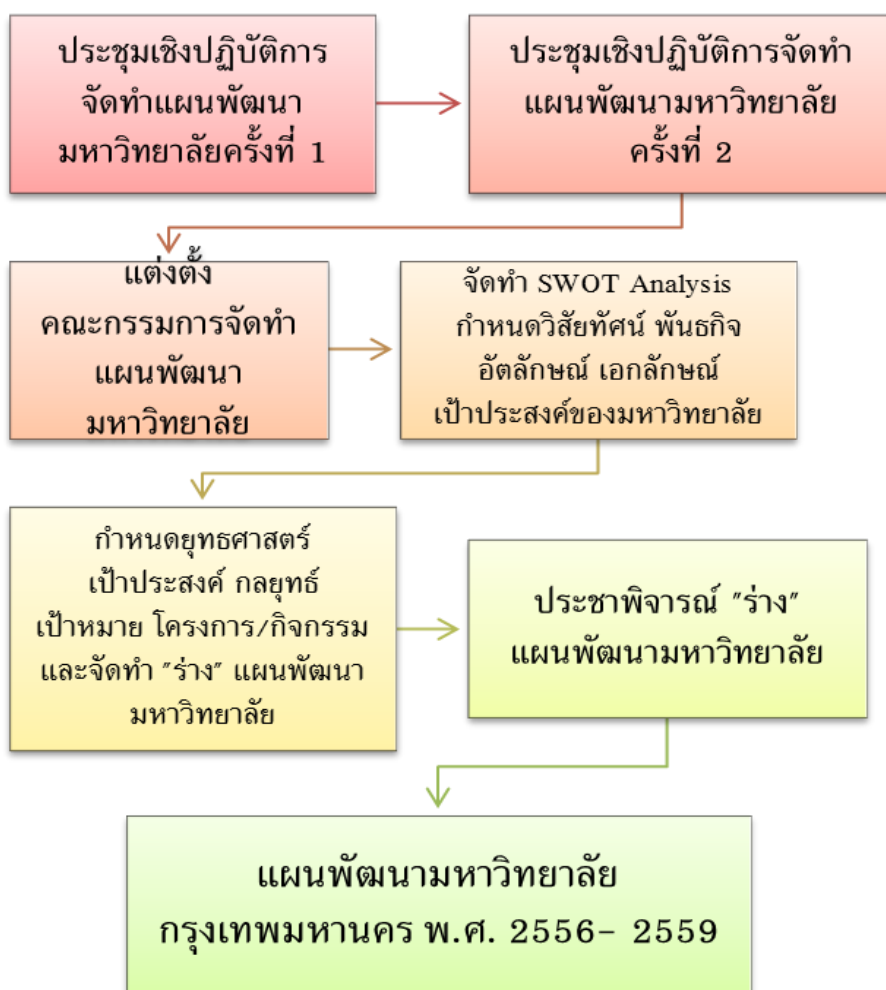 ประชุมเชิงปฏิบัติการ
จัดทำแผนพัฒนา
มหาวิทยาลัยครั้งที่ 1
ประชุมเชิงปฏิบัติการจัดทำ
แผนพัฒนามหาวิทยาลัย
ครั้งที่ 2
แต่งตั้ง
คณะกรรมการจัดทำ
แผนพัฒนา
มหาวิทยาลัย
จัดทำ SWOT Analysis
กำหนดวิสัยทัศน์ พันธกิจ
อัตลักษณ์ เอกลักษณ์
เป้าประสงค์ของมหาวิทยาลัย
กำหนดยุทธศาสตร์
เป้าประสงค์ กลยุทธ์
เป้าหมาย โครงการ/กิจกรรม
และจัดทำ "ร่าง" แผนพัฒนา
มหาวิทยาลัย
ประชาพิจารณ์ "ร่าง"
แผนพัฒนามหาวิทยาลัย
แผนพัฒนามหาวิทยาลัย
กรุงเทพมหานคร พ.ศ. 2556- 2559